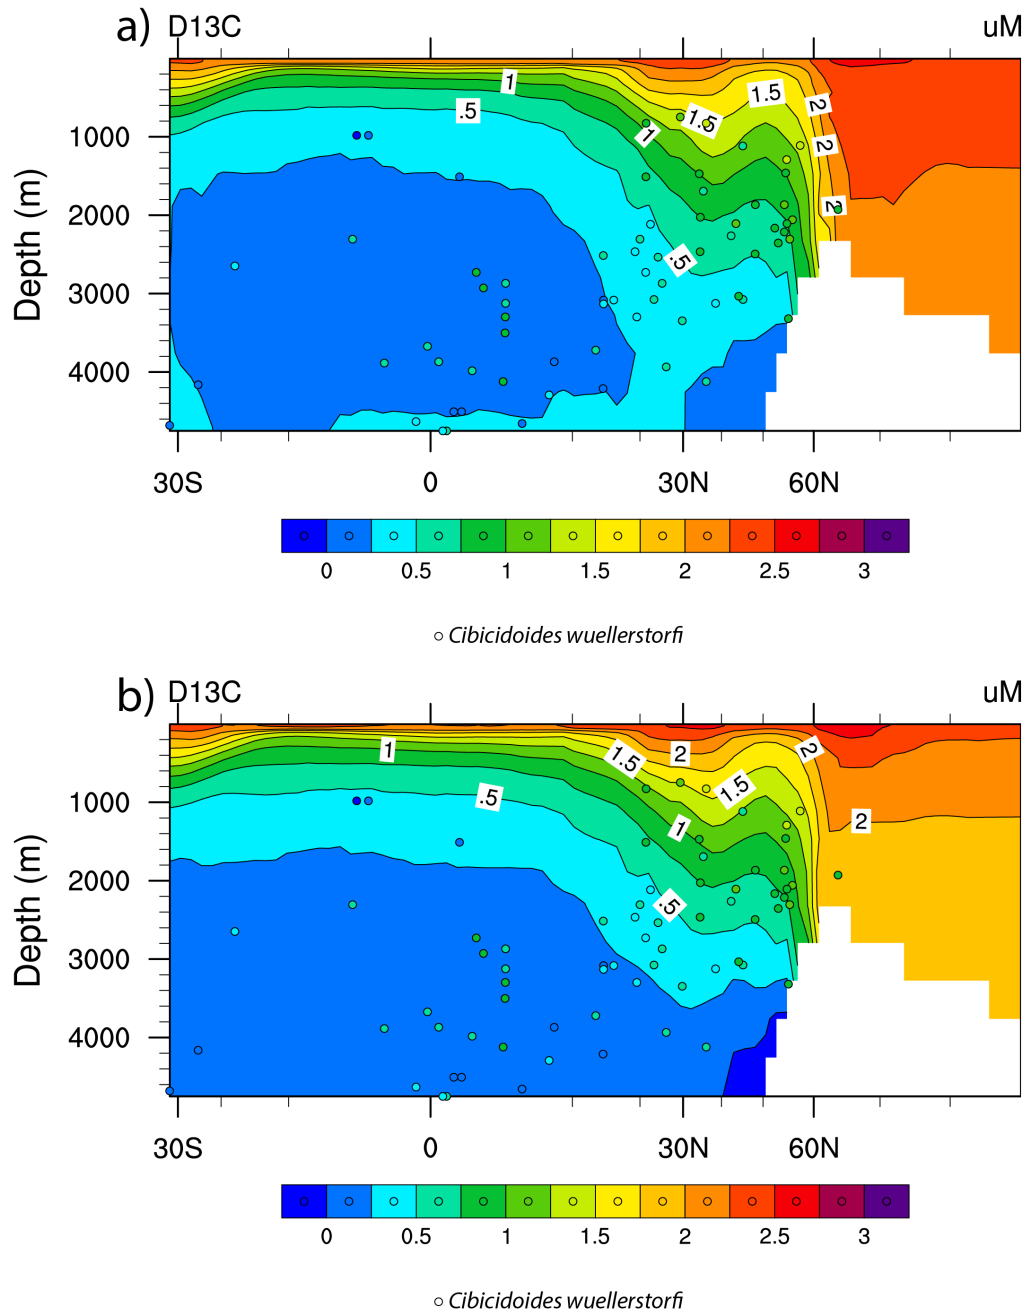 a) D13C uM
1 .5 1.5 1.5 1 2 2 2 .5
Depth (m)
1000
2000
3000
4000
30S 0 30N 60N
0 0.5 1 1.5 2 2.5 3
Cibicidoides wuellerstorfi
b) D13C uM
1 .5 1.5 2 1.5 2 1 2 .5
Depth (m)
1000
2000
3000
4000
30S 0 30N 60N
0 0.5 1 1.5 2 2.5 3
Cibicidoides wuellerstorfi